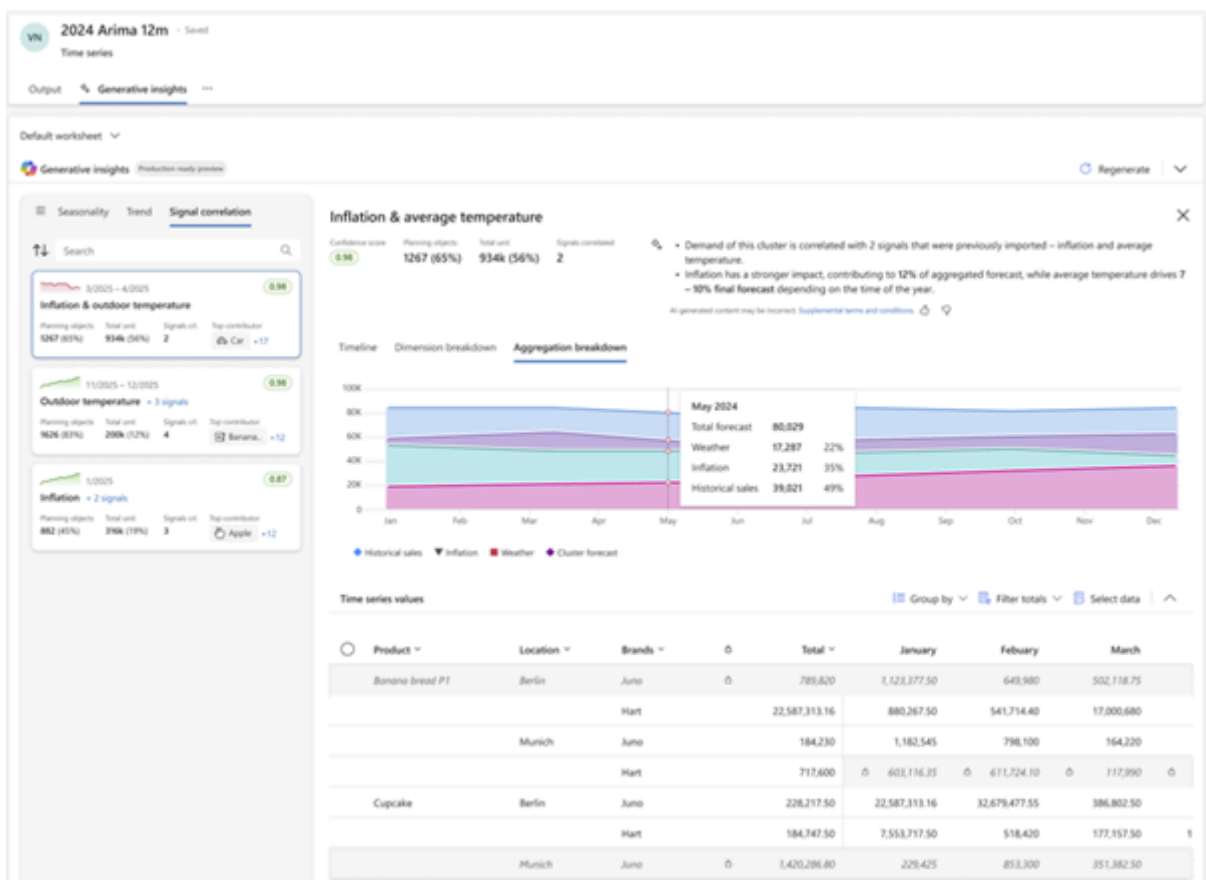 VN
2024 Arima 12m - Saved
Time series
Output Generative insights ...
Default worksheet
Generative insights Production ready preview
Regenerate
Seasonality Trend Signal correlation
Search
3/2025 – 4/2025 0.98
Inflation & outdoor temperature
Planning objects Total unit Signals crl. Top contributor
1267 (65%) 934k (56%) 2 Car +17
11/2025 – 12/2025 0.98
Outdoor temperature + 3 signals
Planning objects Total unit Signals crl. Top contributor
1626 (83%) 200k (12%) 4 Banana.. +12
1/2025 0.87
Inflation + 2 signals
Planning objects Total unit Signals crl. Top contributor
882 (45%) 316k (19%) 3 Apple +12
Inflation & average temperature
Confidence score Planning objects Total unit Signals correlated
0.98 1267 (65%) 934k (56%) 2
• Demand of this cluster is correlated with 2 signals that were previously imported – inflation and average
temperature.
• Inflation has a stronger impact, contributing to 12% of aggregated forecast, while average temperature drives 7
– 10% final forecast depending on the time of the year.
AI generated content may be incorrect. Supplemental terms and conditions
Timeline Dimension breakdown Aggregation breakdown
100K
80K
60K
40K
20K
0
May 2024
Total forecast 80,029
Weather 17,287 22%
Inflation 23,721 35%
Historical sales 39,021 49%
Jan Feb Mar Apr May Jun Jul Aug Sep Oct Nov Dec
Historical sales Inflation Weather Cluster forecast
Time series values
Group by Filter totals Select data
Product Location Brands Total January Febuary March
Banana bread P1 Berlin Juno 789,820 1,123,377.50 649,980 502,118.75
Hart 22,587,313.16 880,267.50 541,714.40 17,000,680
Munich Juno 184,230 1,182,545 798,100 164,220
Hart 717,600 603,116.35 611,724.10 117,990
Cupcake Berlin Juno 228,217.50 22,587,313.16 32,679,477.55 386,802.50
Hart 184,747.50 7,553,717.50 518,420 177,157.50 1
Munich Juno 1,420,286.80 229,425 853,300 351,382.50